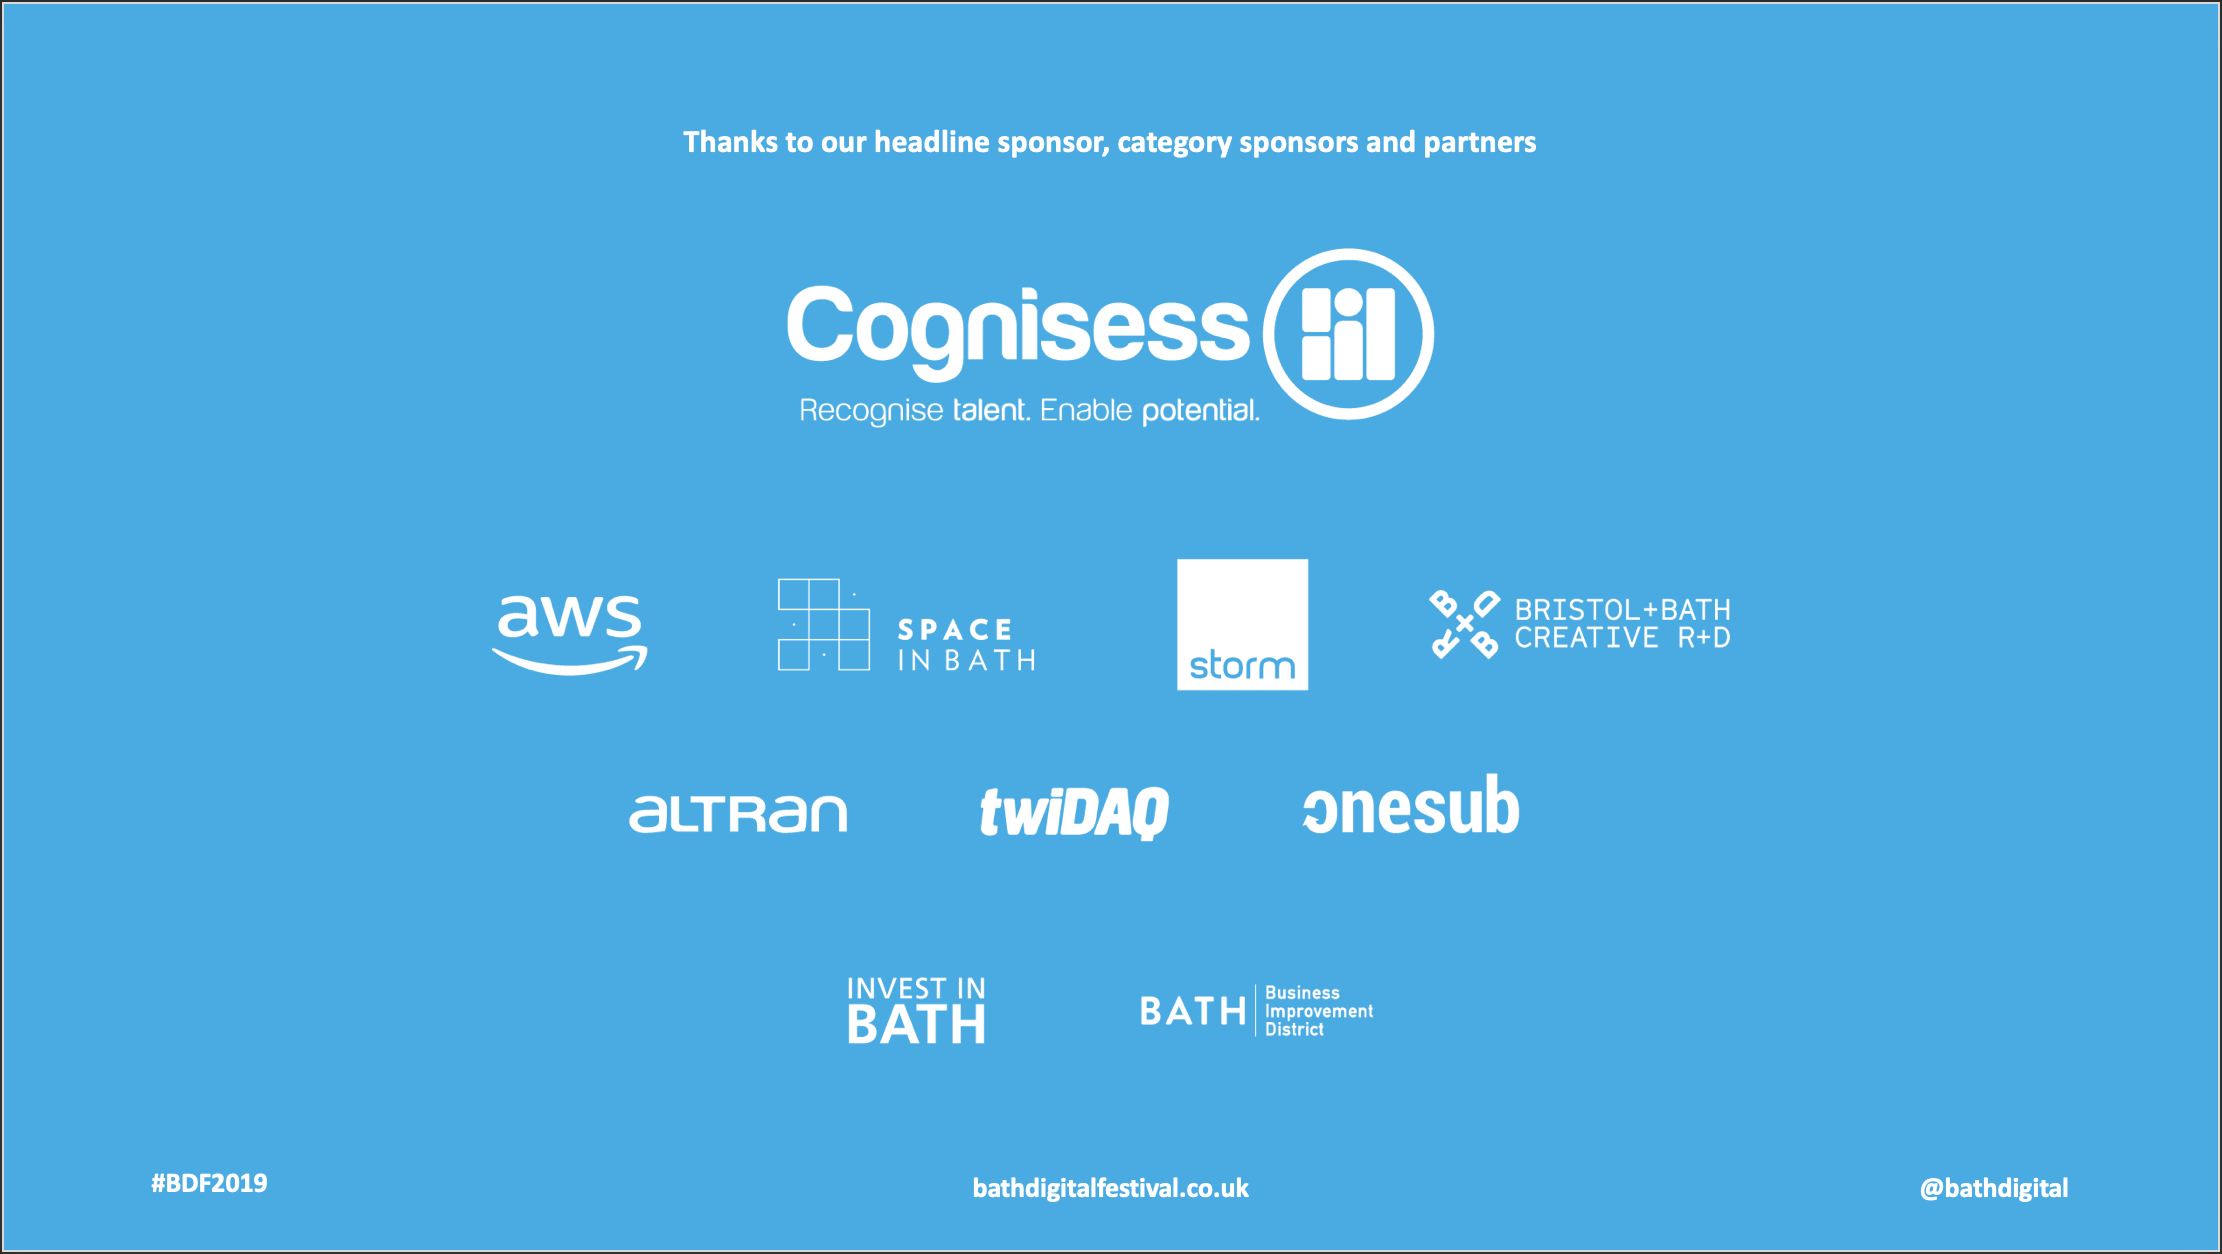 Thanks to our headline sponsor, category sponsors and partners
Cognisess
Recognise talent. Enable potential.
aws
SPACE
IN BATH
storm
B D
R+B
BRISTOL+BATH
CREATIVE R+D
aLTRan
twiDAQ
onesub
INVEST IN
BATH
BATH
Business
Improvement
District
#BDF2019
bathdigitalfestival.co.uk
@bathdigital